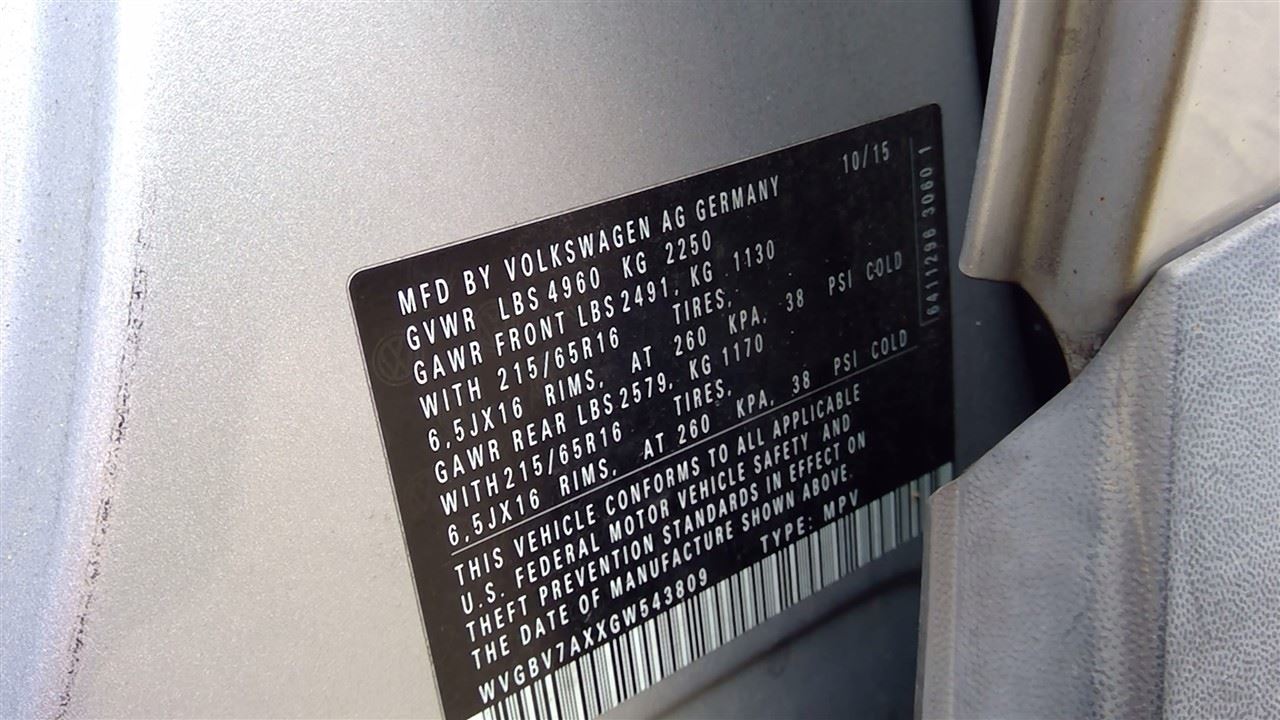 MFD BY VOLKSWAGEN AG GERMANY 10/15
GVWR LBS 4960 KG 2250
GAWR FRONT LBS 2491, KG 1130
WITH 215/65R16 TIRES,
6,5JX16 RIMS, AT 260 KPA, 38 PSI COLD
GAWR REAR LBS 2579, KG 1170
WITH 215/65R16 TIRES,
6,5JX16 RIMS, AT 260 KPA, 38 PSI COLD
THIS VEHICLE CONFORMS TO ALL APPLICABLE
U.S. FEDERAL MOTOR VEHICLE SAFETY AND
THEFT PREVENTION STANDARDS IN EFFECT ON
THE DATE OF MANUFACTURE SHOWN ABOVE.
WVGBV7AXXGW543809 TYPE: MPV
6411296 3060 1